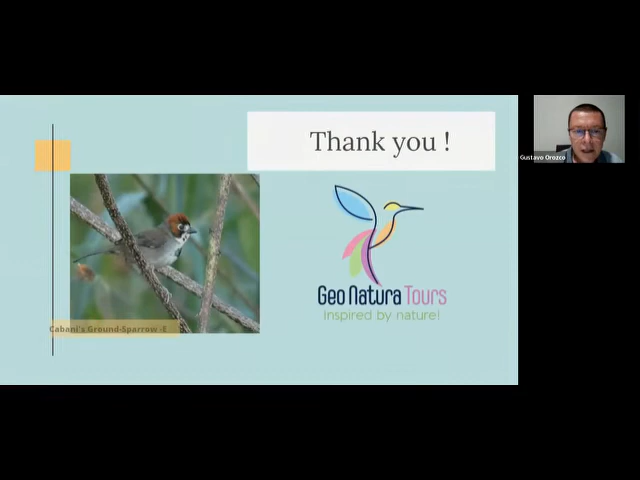 Thank you !
Gustavo Orozco
Geo Natura Tours
Inspired by nature!
Cabani's Ground-Sparrow -E